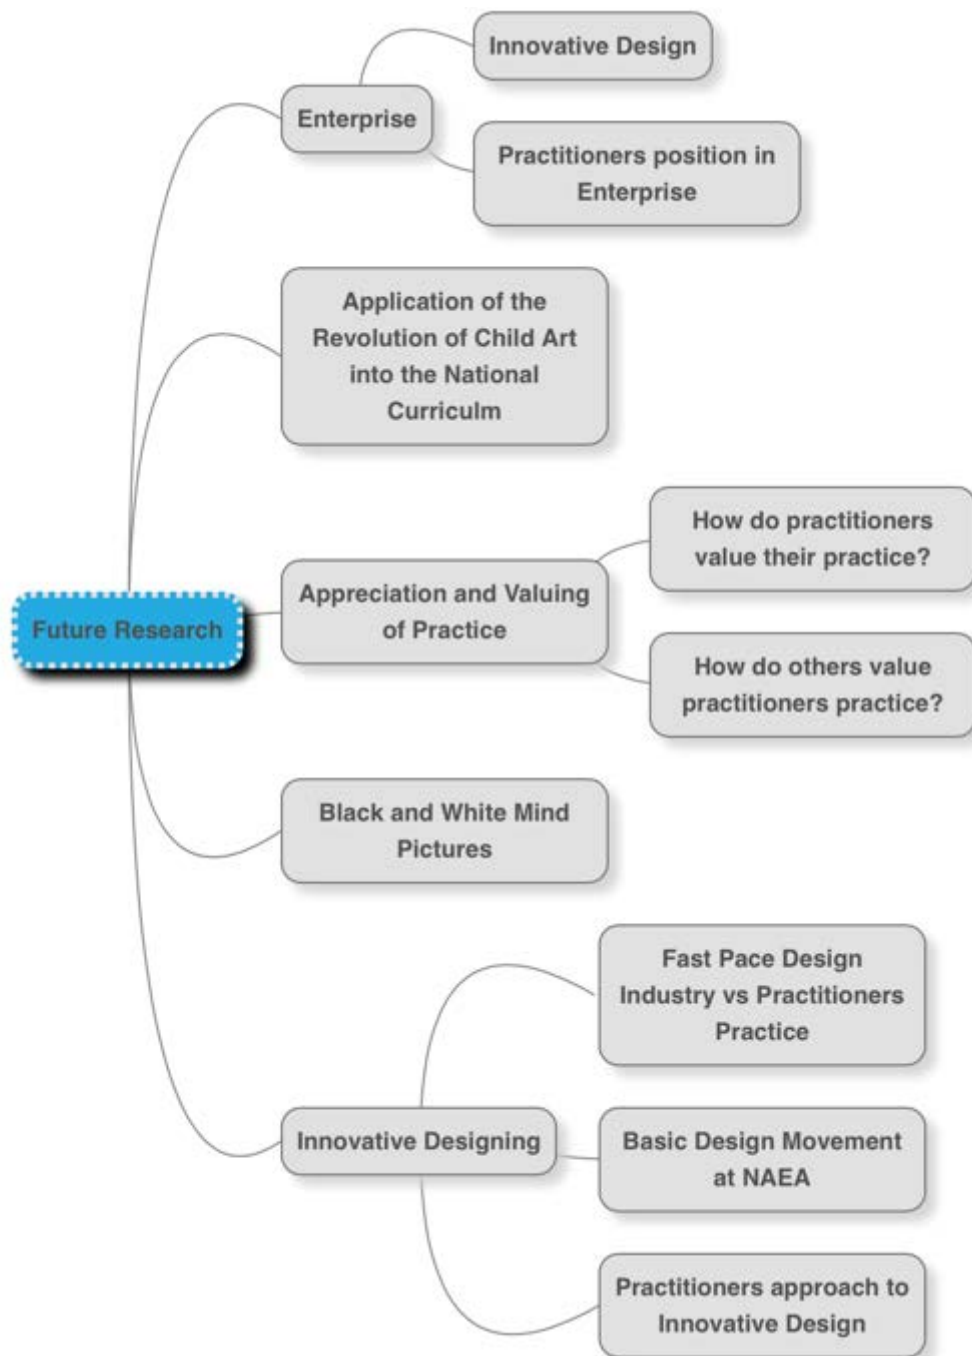 Innovative Design
Enterprise
Practitioners position in
Enterprise
Application of the
Revolution of Child Art
into the National
Curriculm
How do practitioners
value their practice?
Appreciation and Valuing
of Practice
Future Research
How do others value
practitioners practice?
Black and White Mind
Pictures
Fast Pace Design
Industry vs Practitioners
Practice
Innovative Designing
Basic Design Movement
at NAEA
Practitioners approach to
Innovative Design